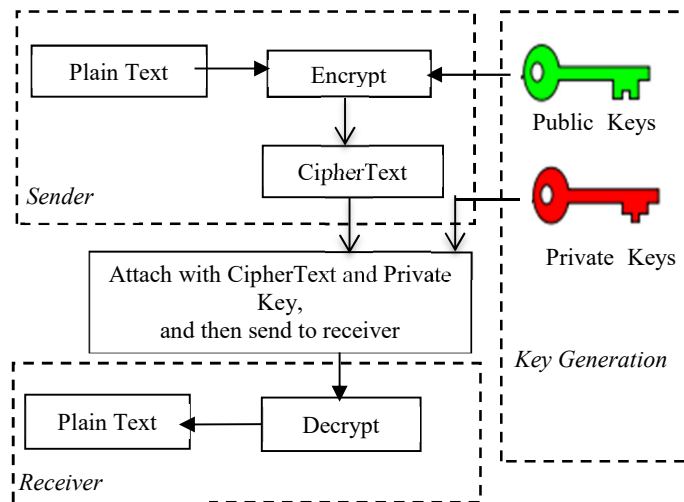 Plain Text
Encrypt
Public Keys
CipherText
Sender
Private Keys
Attach with CipherText and Private
Key,
and then send to receiver
Key Generation
Plain Text
Decrypt
Receiver